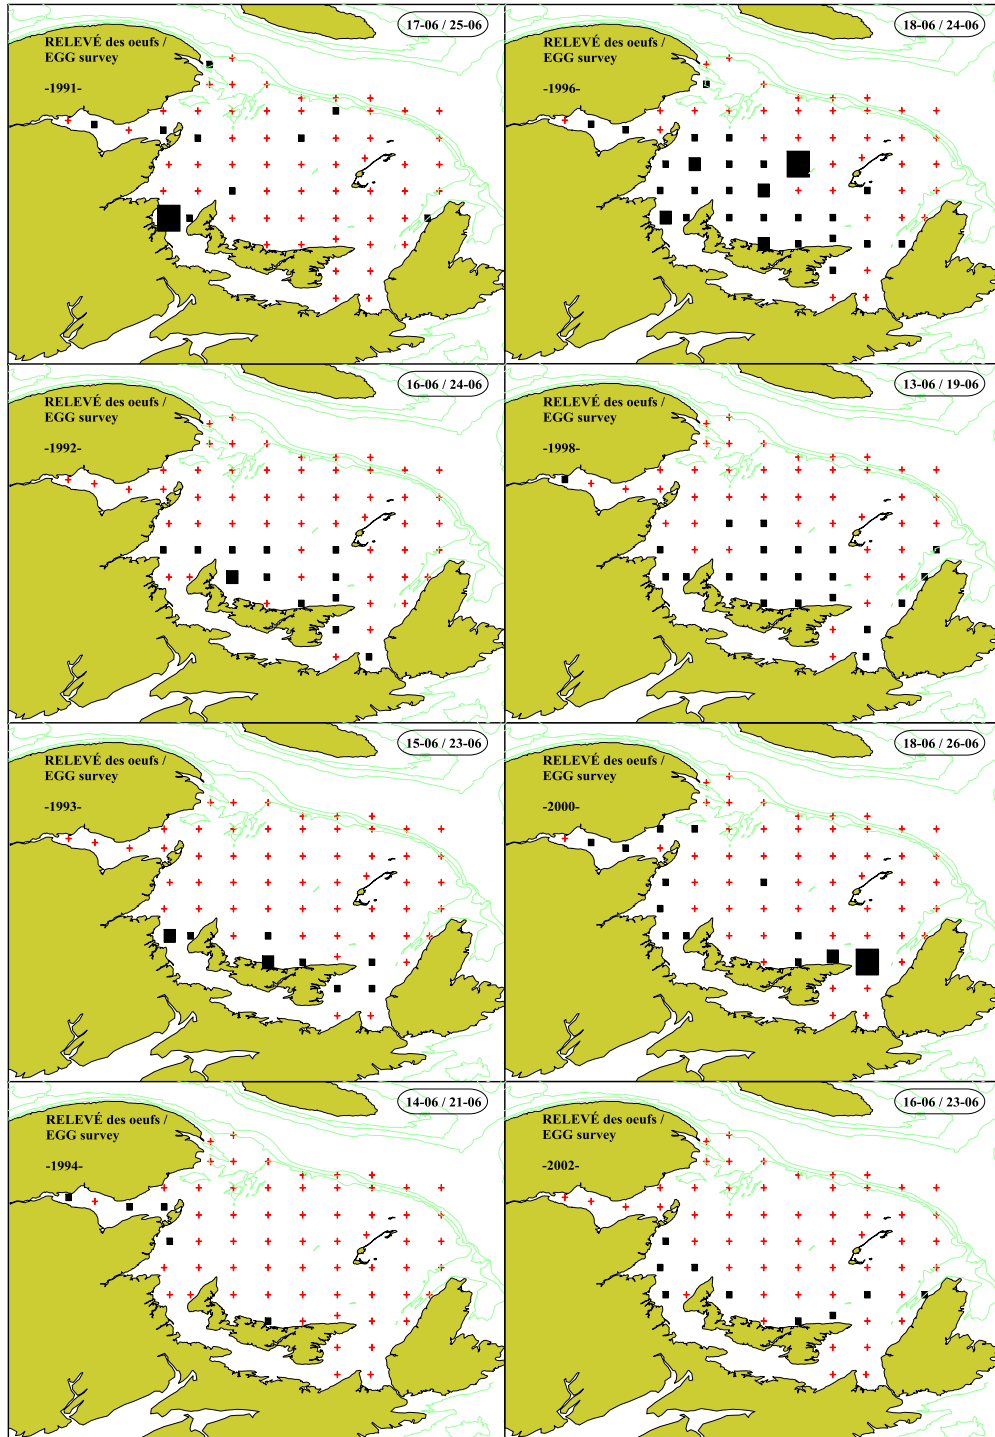 17-06 / 25-06
RELEVÉ des oeufs /
EGG survey
-1991-
18-06 / 24-06
RELEVÉ des oeufs /
EGG survey
-1996-
16-06 / 24-06
RELEVÉ des oeufs /
EGG survey
-1992-
13-06 / 19-06
RELEVÉ des oeufs /
EGG survey
-1998-
15-06 / 23-06
RELEVÉ des oeufs /
EGG survey
-1993-
18-06 / 26-06
RELEVÉ des oeufs /
EGG survey
-2000-
14-06 / 21-06
RELEVÉ des oeufs /
EGG survey
-1994-
16-06 / 23-06
RELEVÉ des oeufs /
EGG survey
-2002-